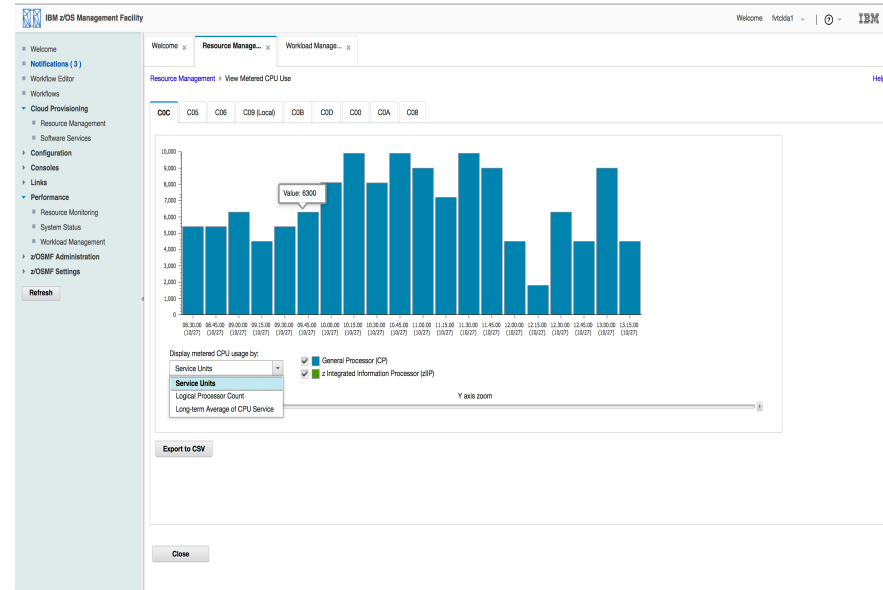 IBM z/OS Management Facility
Welcome fvtclda1
IBM
Welcome
Notifications ( 3 )
Workflow Editor
Workflows
Cloud Provisioning
Resource Management
Software Services
Configuration
Consoles
Links
Performance
Resource Monitoring
System Status
Workload Management
z/OSMF Administration
z/OSMF Settings
Refresh
Welcome x Resource Manage... x Workload Manage... x
Resource Management View Metered CPU Use
Help
C0C C05 C06 C09 (Local) C0B C0D C00 C0A C08
10,000
9,000
8,000
7,000
6,000
5,000
4,000
3,000
2,000
1,000
0
Value: 6300
08.30.00 08.45.00 09.00.00 09.15.00 09.30.00 09.45.00 10.00.00 10.15.00 10.30.00 10.45.00 11.00.00 11.15.00 11.30.00 11.45.00 12.00.00 12.15.00 12.30.00 12.45.00 13.00.00 13.15.00
(10/27) (10/27) (10/27) (10/27) (10/27) (10/27) (10/27) (10/27) (10/27) (10/27) (10/27) (10/27) (10/27) (10/27) (10/27) (10/27) (10/27) (10/27) (10/27) (10/27)
Display metered CPU usage by:
Service Units
Service Units
Logical Processor Count
Long-term Average of CPU Service
General Processor (CP)
z Integrated Information Processor (zIIP)
Y axis zoom
Export to CSV
Close